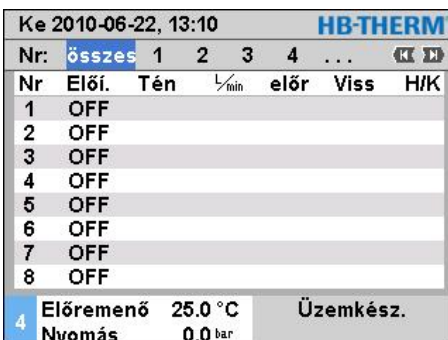 Ke 2010-06-22, 13:10 HB-THERM
Nr: összes 1 2 3 4 ...
Nr Előí. Tén L/min előr Viss H/K
1 OFF
2 OFF
3 OFF
4 OFF
5 OFF
6 OFF
7 OFF
8 OFF
4 Előremenő 25.0 °C Üzemkész.
Nyomás 0.0 bar